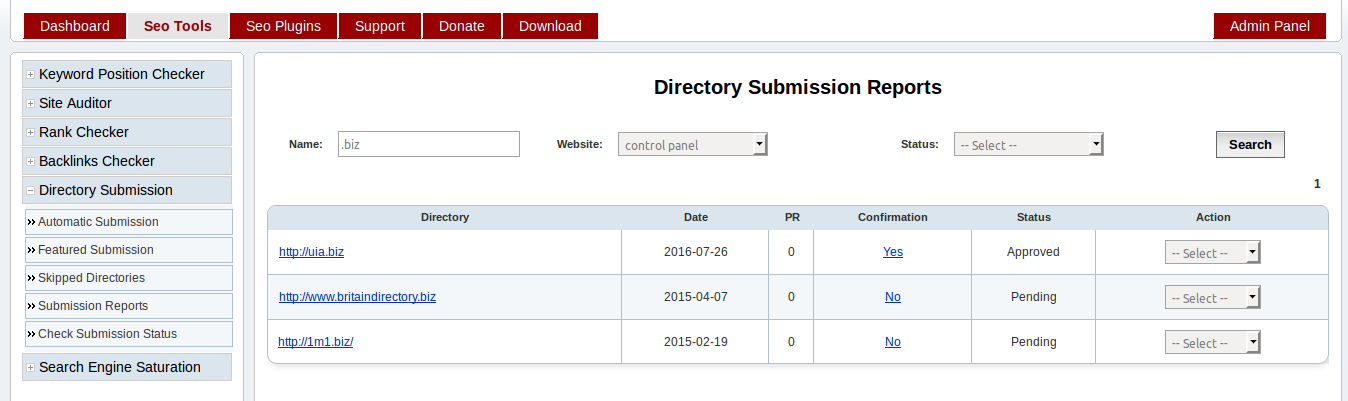 Dashboard Seo Tools Seo Plugins Support Donate Download Admin Panel
Keyword Position Checker
Site Auditor
Rank Checker
Backlinks Checker
Directory Submission
Automatic Submission
Featured Submission
Skipped Directories
Submission Reports
Check Submission Status
Search Engine Saturation
Directory Submission Reports
Name: .biz Website: control panel Status: -- Select -- Search
1
Directory Date PR Confirmation Status Action
http://uia.biz 2016-07-26 0 Yes Approved -- Select --
http://www.britaindirectory.biz 2015-04-07 0 No Pending -- Select --
http://1m1.biz/ 2015-02-19 0 No Pending -- Select --